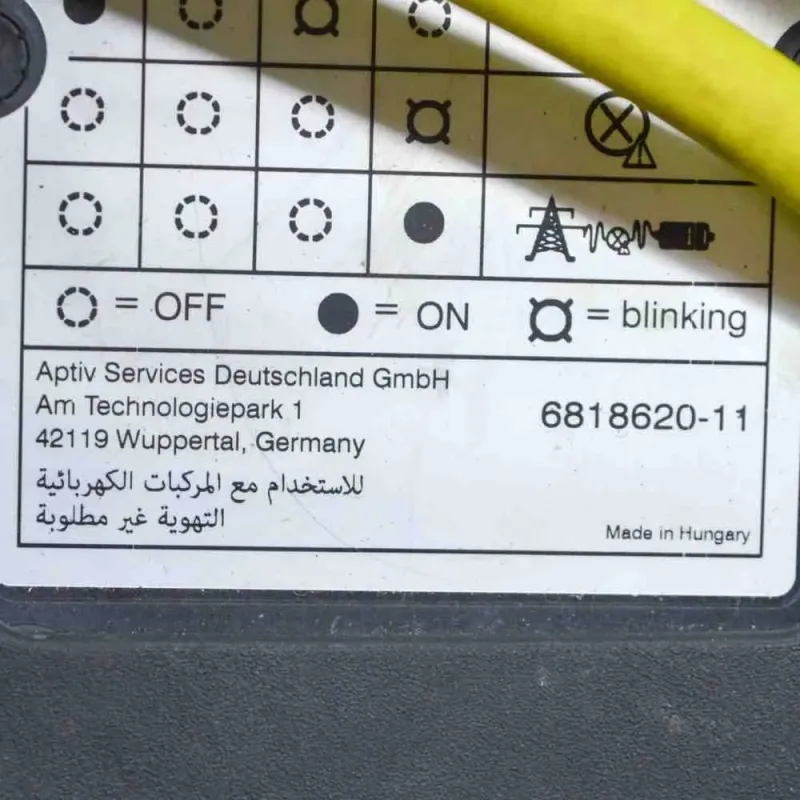 = OFF = ON = blinking
Aptiv Services Deutschland GmbH
Am Technologiepark 1
42119 Wuppertal, Germany
6818620-11
للاستخدام مع المركبات الكهربائية
التهوية غير مطلوبة
Made in Hungary